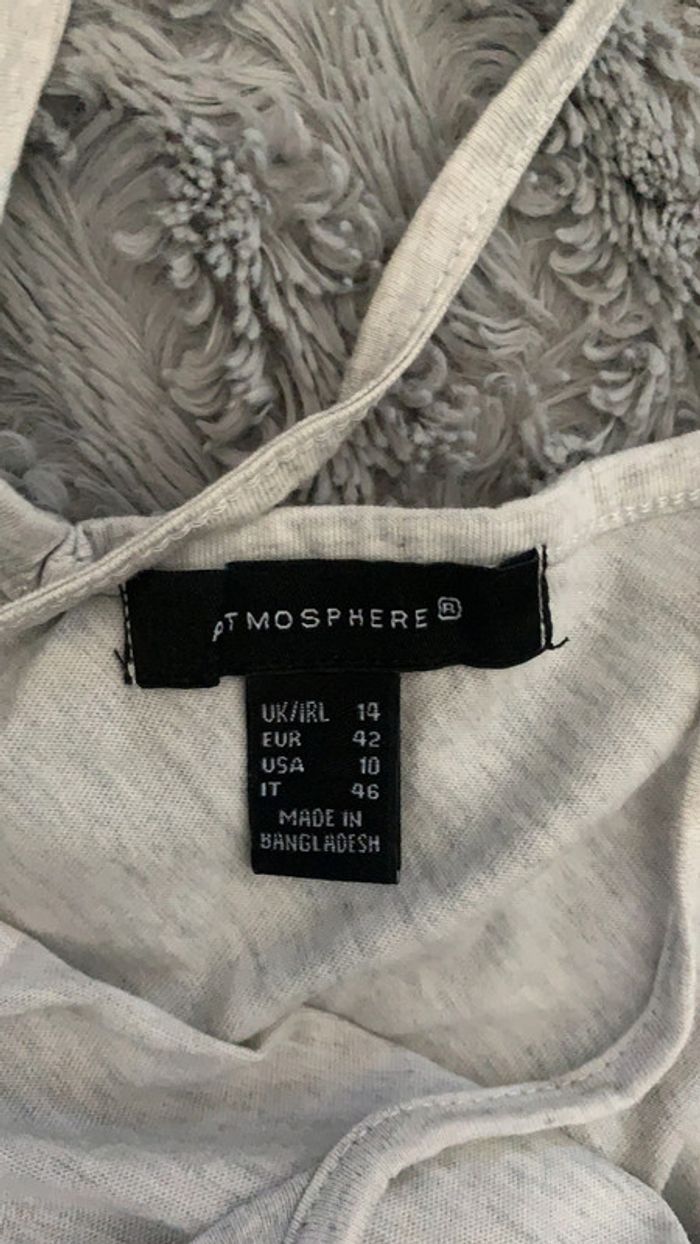 ATMOSPHERE®
UK/IRL 14
EUR 42
USA 10
IT 46
MADE IN
BANGLADESH